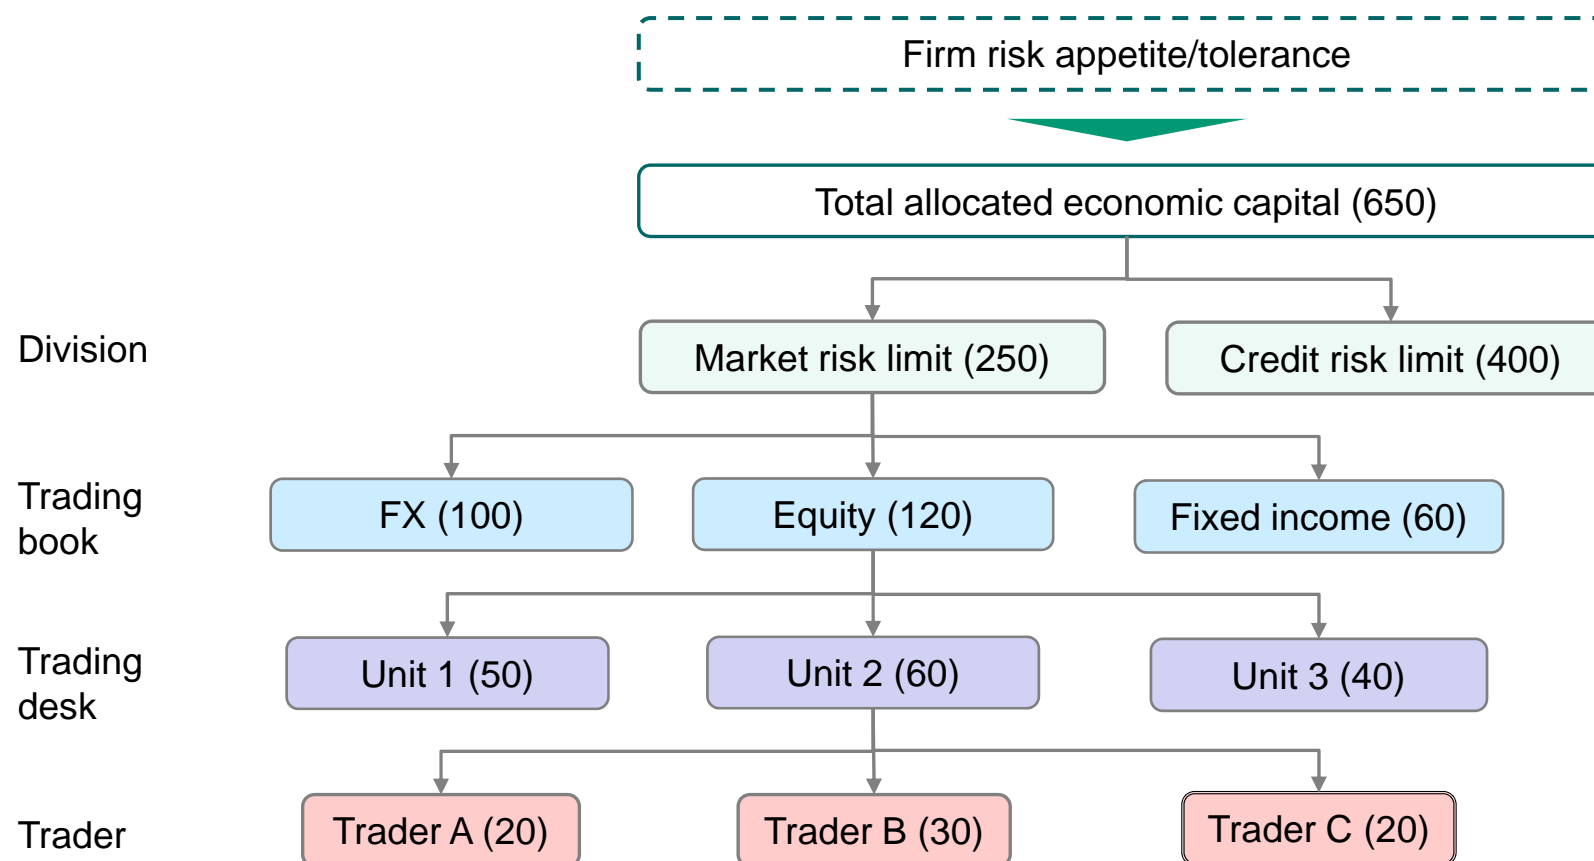 Firm risk appetite/tolerance
Total allocated economic capital (650)
Division
Market risk limit (250)
Credit risk limit (400)
Trading
book
FX (100)
Equity (120)
Fixed income (60)
Trading
desk
Unit 1 (50)
Unit 2 (60)
Unit 3 (40)
Trader
Trader A (20)
Trader B (30)
Trader C (20)